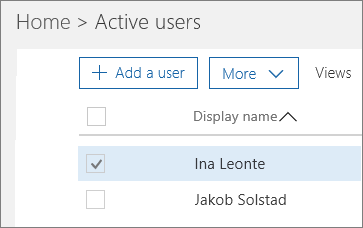 Home > Active users
+ Add a user More Views
Display name
Ina Leonte
Jakob Solstad